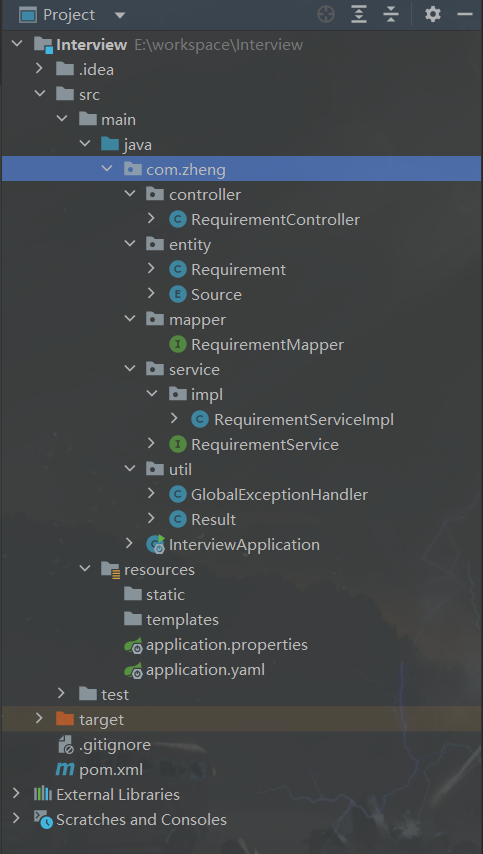 Project
Interview E:\workspace\Interview
.idea
src
main
java
com.zheng
controller
C RequirementController
entity
C Requirement
E Source
mapper
I RequirementMapper
service
impl
C RequirementServiceImpl
I RequirementService
util
C GlobalExceptionHandler
C Result
InterviewApplication
resources
static
templates
application.properties
application.yaml
test
target
.gitignore
m pom.xml
External Libraries
Scratches and Consoles